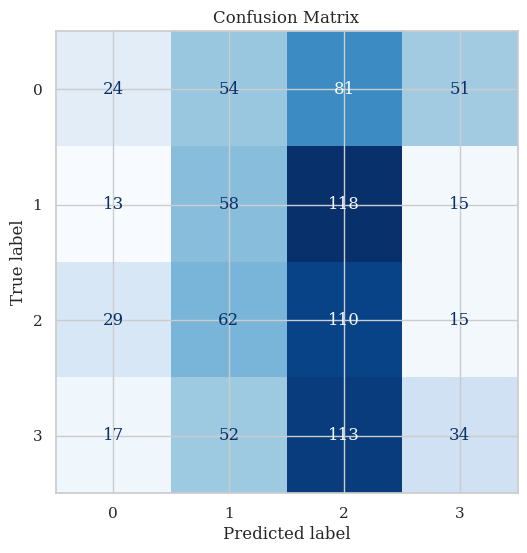 Confusion Matrix
True label
0 24 54 81 51
1 13 58 118 15
2 29 62 110 15
3 17 52 113 34
0 1 2 3
Predicted label